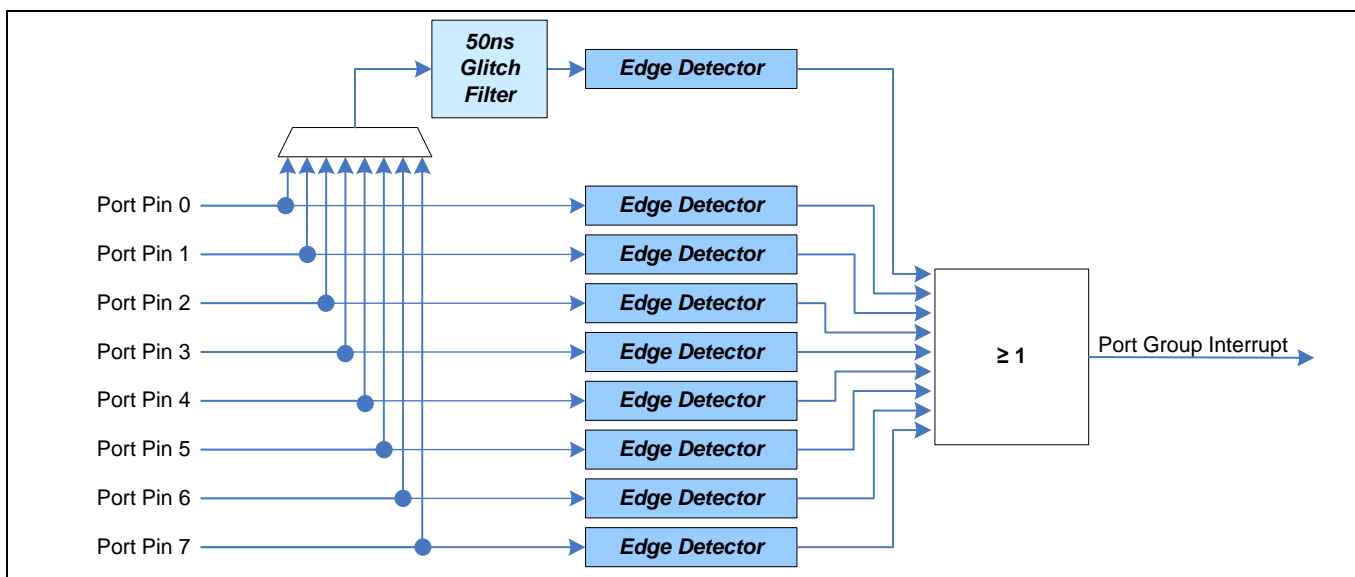 50ns
Glitch
Filter
Edge Detector
Port Pin 0
Edge Detector
Port Pin 1
Edge Detector
Port Pin 2
Edge Detector
Port Pin 3
Edge Detector
≥ 1
Port Group Interrupt
Port Pin 4
Edge Detector
Port Pin 5
Edge Detector
Port Pin 6
Edge Detector
Port Pin 7
Edge Detector